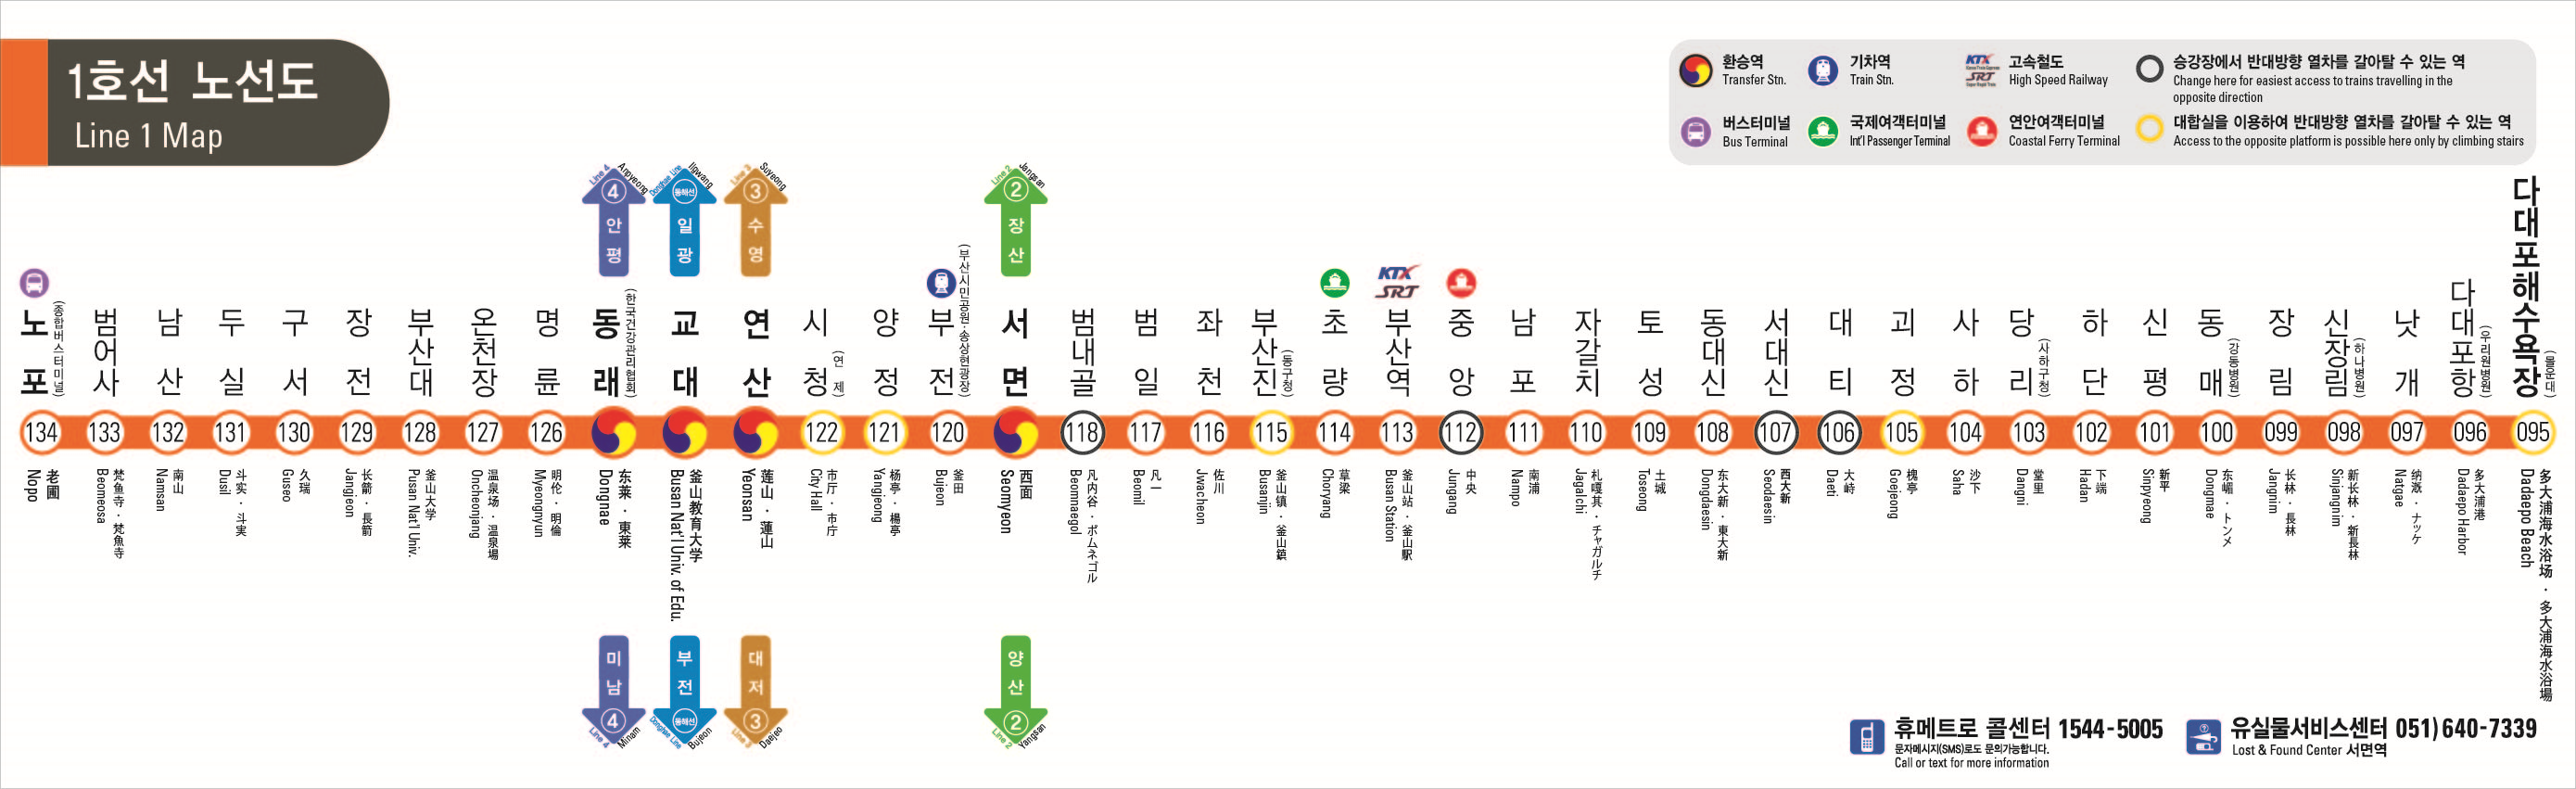 1호선 노선도
Line 1 Map
환승역
Transfer Stn.
기차역
Train Stn.
KTX
SRT
고속철도
High Speed Railway
승강장에서 반대방향 열차를 갈아탈 수 있는 역
Change here for easiest access to trains travelling in the
opposite direction
버스터미널
Bus Terminal
국제여객터미널
Int'l Passenger Terminal
연안여객터미널
Coastal Ferry Terminal
대합실을 이용하여 반대방향 열차를 갈아탈 수 있는 역
Access to the opposite platform is possible here only by climbing stairs
Line 4 Anpyeong
4
안평
Donghae Line Ilgwang
동해선
일광
Line 3 Suyeong
3
수영
Line 2 Jangsan
2
장산
노포
(종합버스터미널)
범어사
남산
두실
구서
장전
부산대
온천장
명륜
동래
(한국건강관리협회)
교대
연산
시청
(연제)
양정
부전
(부산시민공원·송상현광장)
서면
범내골
범일
좌천
부산진
(동구청)
초량
KTX
SRT
부산역
중앙
남포
자갈치
토성
동대신
서대신
대티
괴정
사하
당리
(사하구청)
하단
신평
동매
(강동병원)
장림
신장림
(하나병원)
낫개
다대포항
(우리원병원)
다대포해수욕장
(몰운대)
134
133
132
131
130
129
128
127
126
122
121
120
118
117
116
115
114
113
112
111
110
109
108
107
106
105
104
103
102
101
100
099
098
097
096
095
老圃
Nopo
梵鱼寺 · 梵魚寺
Beomeosa
南山
Namsan
斗实 · 斗実
Dusil
久瑞
Guseo
长箭 · 長箭
Jangjeon
釜山大学
Pusan Nat'l Univ.
温泉场 · 温泉場
Oncheonjang
明伦 · 明倫
Myeongnyun
东莱 · 東莱
Dongnae
釜山教育大学
Busan Nat'l Univ. of Edu.
莲山 · 蓮山
Yeonsan
市厅 · 市庁
City Hall
杨亭 · 楊亭
Yangjeong
釜田
Bujeon
西面
Seomyeon
凡内谷 · ボムネゴル
Beomnaegol
凡一
Beomil
佐川
Jwacheon
釜山镇 · 釜山鎮
Busanjin
草梁
Choryang
釜山站 · 釜山駅
Busan Station
中央
Jungang
南浦
Nampo
札嘎其 · チャガルチ
Jagalchi
土城
Toseong
东大新 · 東大新
Dongdaesin
西大新
Seodaesin
大峙
Daeti
槐亭
Goejeong
沙下
Saha
堂里
Dangni
下端
Hadan
新平
Sinpyeong
东嵋 · トンメ
Dongmae
长林 · 長林
Jangnim
新长林 · 新長林
Sinjangnim
纳溉 · ナッケ
Natgae
多大浦港
Dadaepo Harbor
多大浦海水浴场 · 多大浦海水浴場
Dadaepo Beach
미남
4
Line 4 Minam
부전
동해선
Donghae Line Bujeon
대저
3
Line 3 Daejeo
양산
2
Line 2 Yangsan
휴메트로 콜센터 1544-5005
문자메시지(SMS)로도 문의가능합니다.
Call or text for more information
유실물서비스센터 051)640-7339
Lost & Found Center 서면역